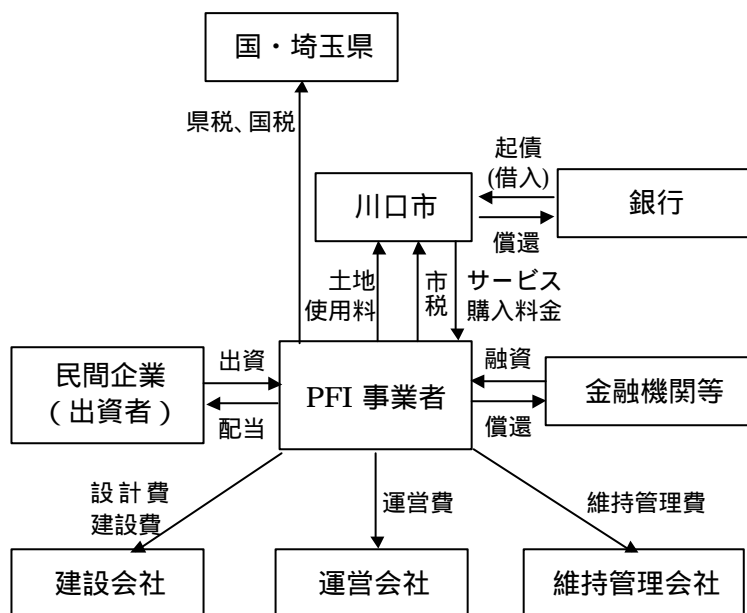 国・埼玉県
県税、国税
起債
(借入)
川口市
銀行
償還
土地
使用料
市税
サービス
購入料金
民間企業
（出資者）
出資
配当
PFI 事業者
融資
償還
金融機関等
設計費
建設費
運営費
維持管理費
建設会社
運営会社
維持管理会社